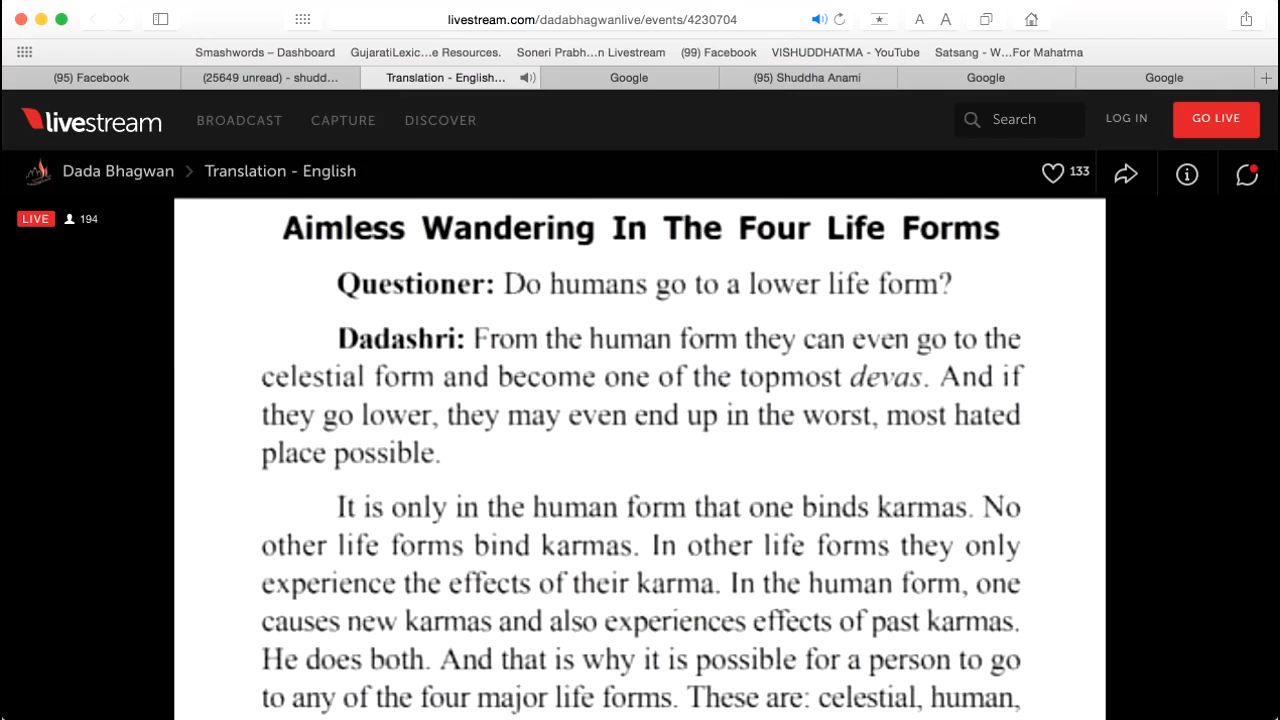 livestream.com/dadabhagwanlive/events/4230704
A A
Smashwords – Dashboard GujaratiLexic...e Resources. Soneri Prabh...n Livestream (99) Facebook VISHUDDHATMA - YouTube Satsang - W...For Mahatma
(95) Facebook (25649 unread) - shudd... Translation - English... Google (95) Shuddha Anami Google Google
livestream BROADCAST CAPTURE DISCOVER Search LOG IN GO LIVE
Dada Bhagwan > Translation - English 133
LIVE 194
Aimless Wandering In The Four Life Forms
Questioner: Do humans go to a lower life form?
Dadashri: From the human form they can even go to the
celestial form and become one of the topmost devas. And if
they go lower, they may even end up in the worst, most hated
place possible.
It is only in the human form that one binds karmas. No
other life forms bind karmas. In other life forms they only
experience the effects of their karma. In the human form, one
causes new karmas and also experiences effects of past karmas.
He does both. And that is why it is possible for a person to go
to any of the four major life forms. These are: celestial, human,